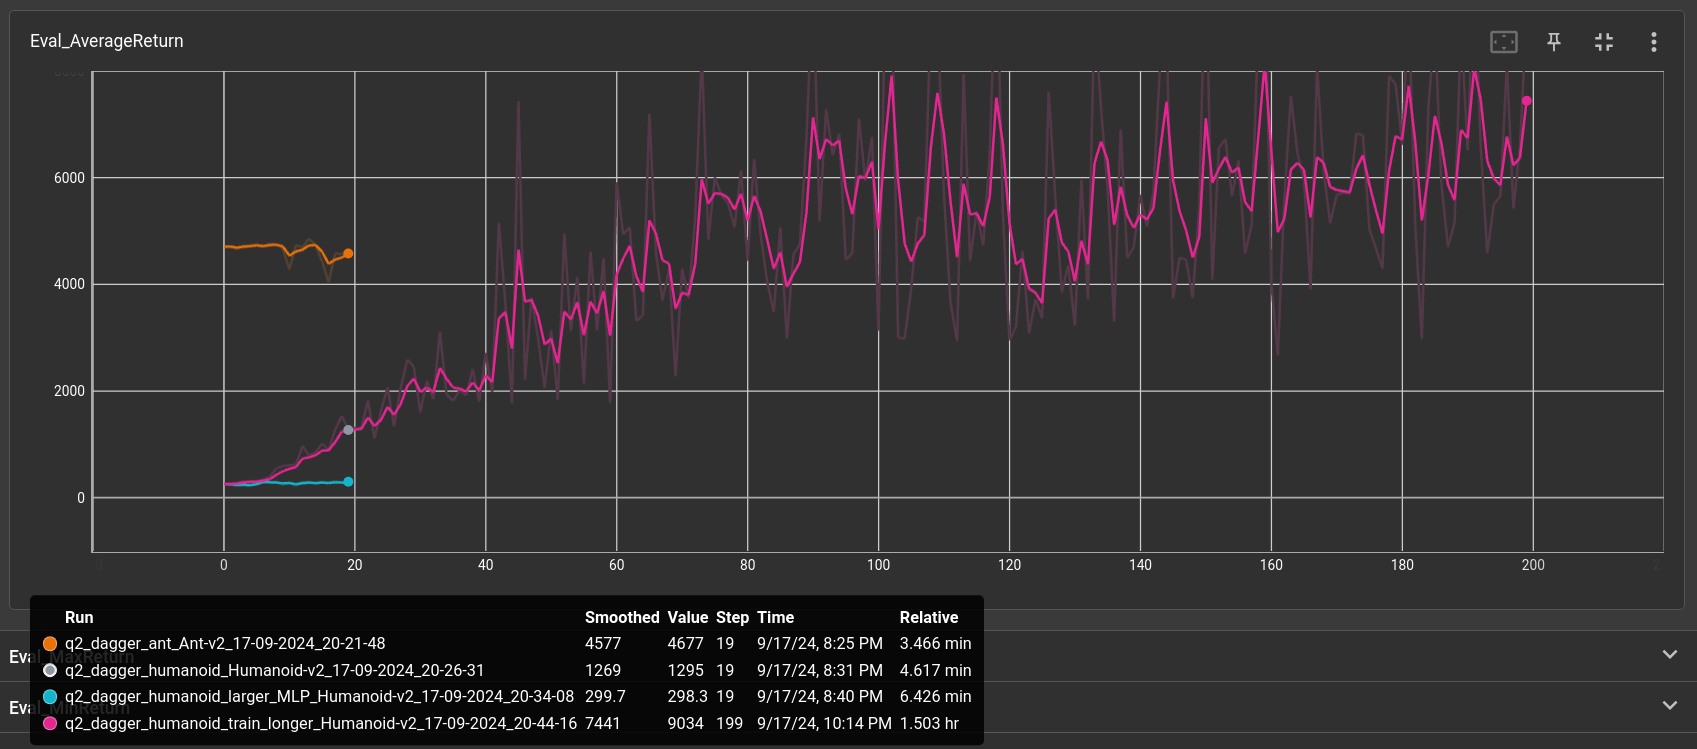 Eval_AverageReturn
8000
6000
4000
2000
0
0 20 40 60 80 100 120 140 160 180 200
Run Smoothed Value Step Time Relative
q2_dagger_ant_Ant-v2_17-09-2024_20-21-48 4577 4677 19 9/17/24, 8:25 PM 3.466 min
Eval_MaxReturn
q2_dagger_humanoid_Humanoid-v2_17-09-2024_20-26-31 1269 1295 19 9/17/24, 8:31 PM 4.617 min
q2_dagger_humanoid_larger_MLP_Humanoid-v2_17-09-2024_20-34-08 299.7 298.3 19 9/17/24, 8:40 PM 6.426 min
Eval_MinReturn
q2_dagger_humanoid_train_longer_Humanoid-v2_17-09-2024_20-44-16 7441 9034 199 9/17/24, 10:14 PM 1.503 hr